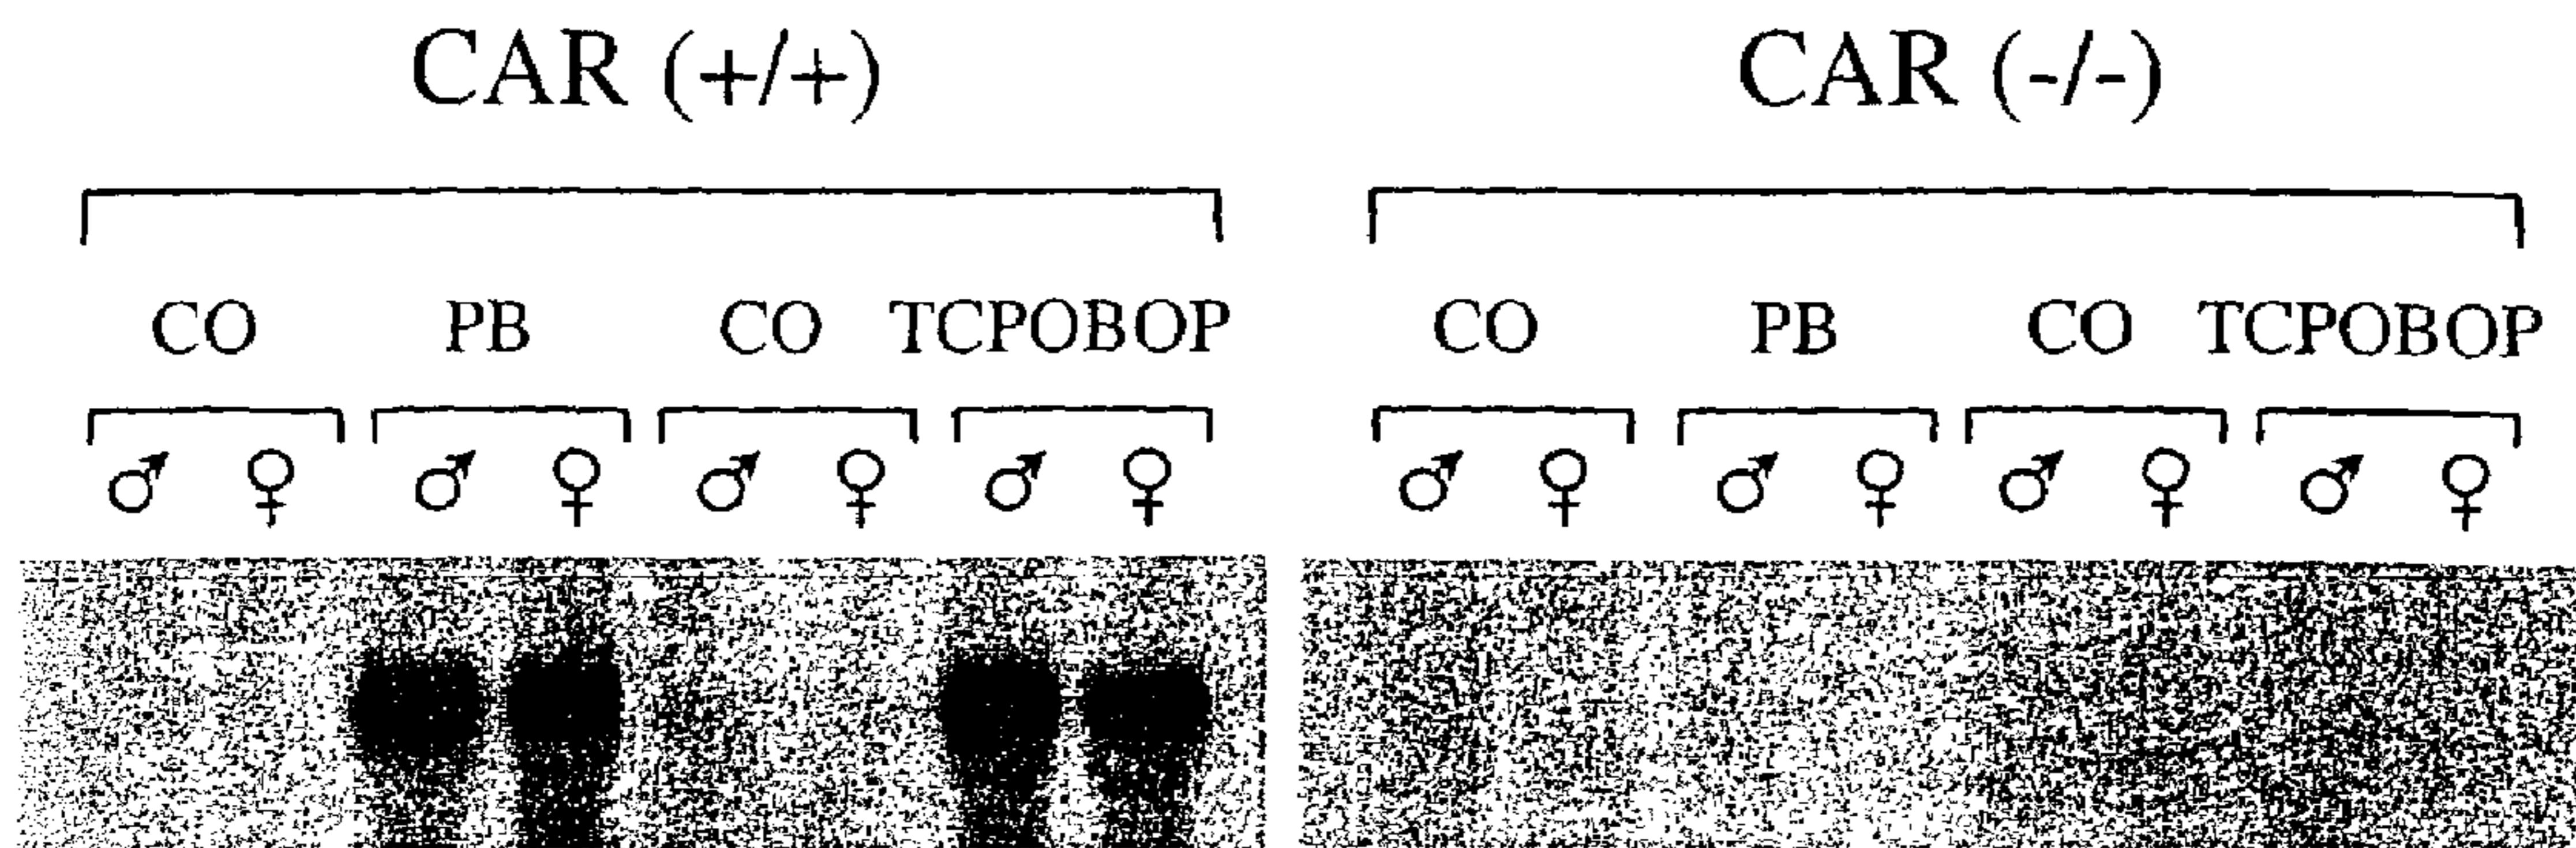 CAR (+/+) CAR (-/-)
CO PB CO TCPOBOP CO PB CO TCPOBOP
♂ ♀ ♂ ♀ ♂ ♀ ♂ ♀ ♂ ♀ ♂ ♀ ♂ ♀ ♂ ♀